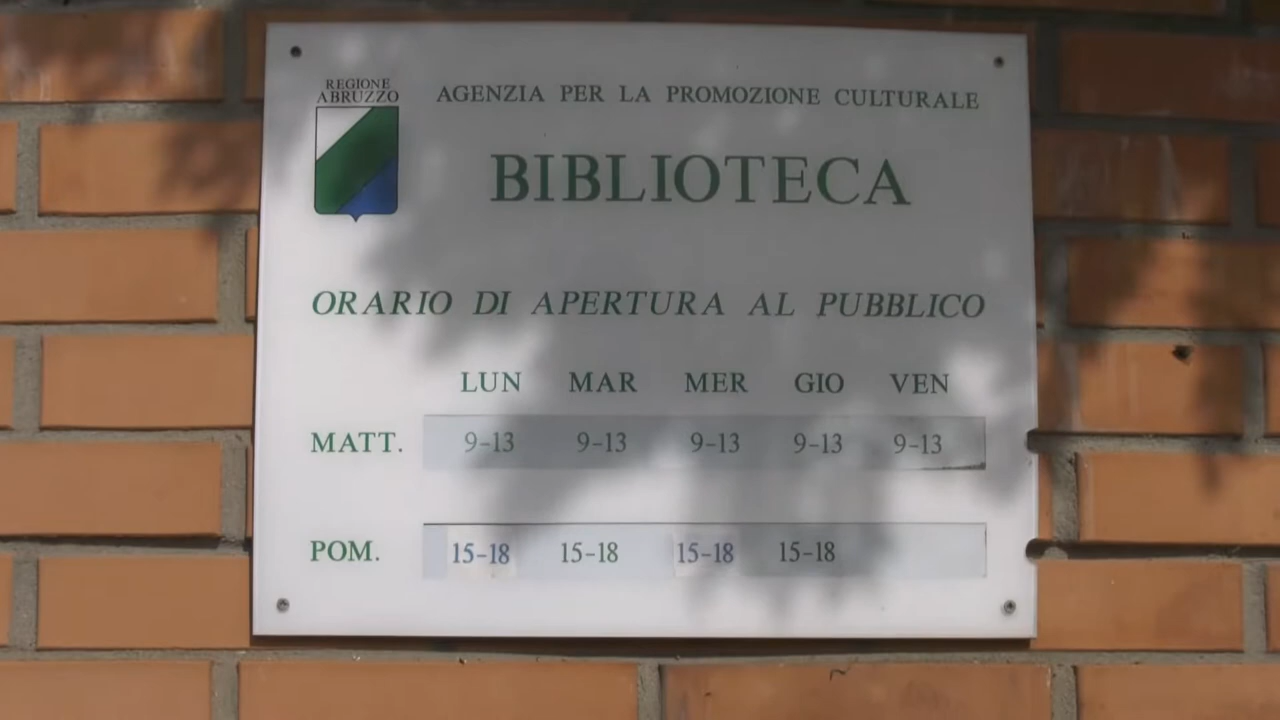 REGIONE
ABRUZZO
AGENZIA PER LA PROMOZIONE CULTURALE
BIBLIOTECA
ORARIO DI APERTURA AL PUBBLICO
LUN MAR MER GIO VEN
MATT. 9-13 9-13 9-13 9-13 9-13
POM. 15-18 15-18 15-18 15-18